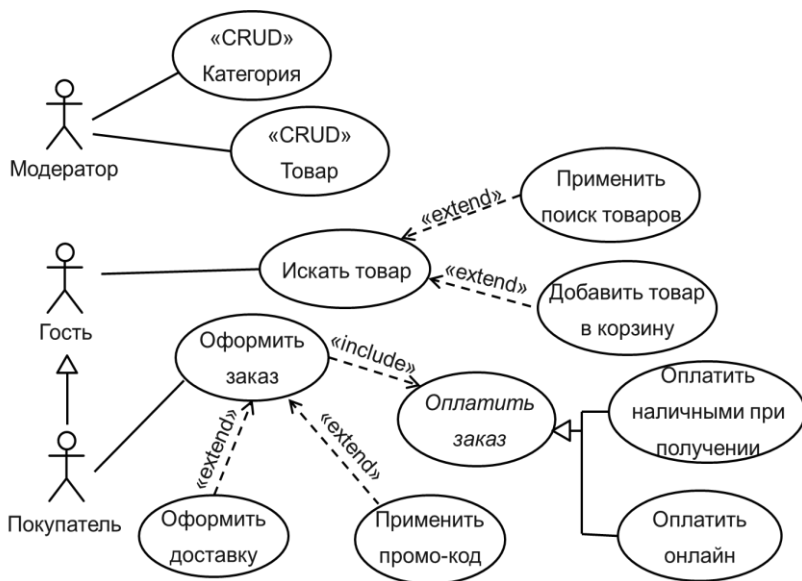 «CRUD»
Категория
Модератор
«CRUD»
Товар
Применить
поиск товаров
«extend»
Искать товар
«extend»
Добавить товар
в корзину
Гость
Оформить
заказ
«include»
Оплатить
заказ
Оплатить
наличными при
получении
«extend»
«extend»
Покупатель
Оформить
доставку
Применить
промо-код
Оплатить
онлайн